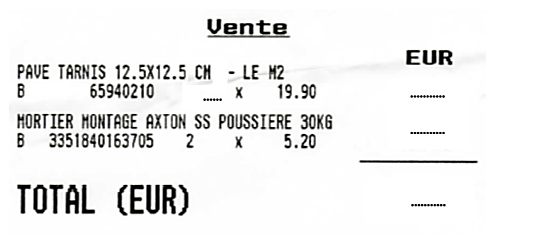 Vente
EUR
PAVE TARNIS 12.5X12.5 CM - LE M2
B 65940210 ...... x 19.90 ............
MORTIER MONTAGE AXTON SS POUSSIERE 30KG ............
B 3351840163705 2 x 5.20
TOTAL (EUR) ............